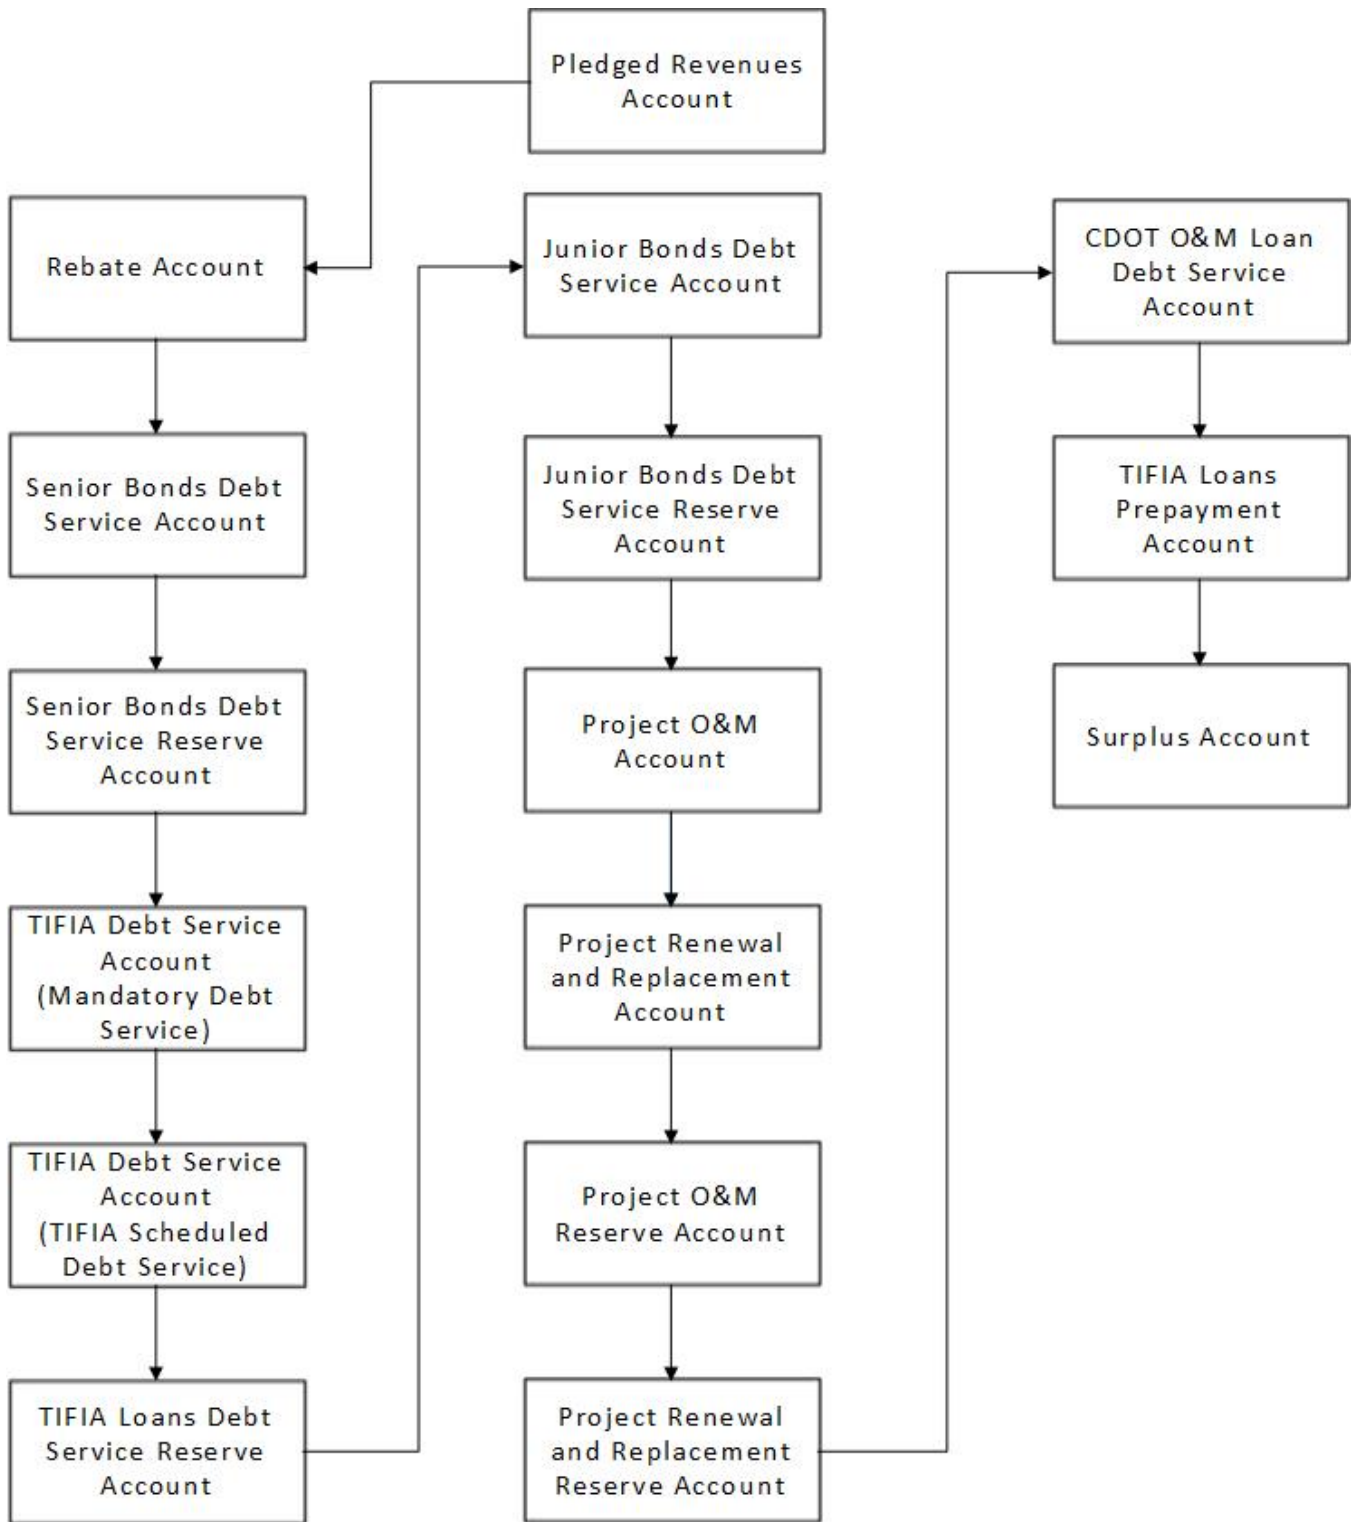 Pledged Revenues
Account
Rebate Account
Senior Bonds Debt
Service Account
Senior Bonds Debt
Service Reserve
Account
TIFIA Debt Service
Account
(Mandatory Debt
Service)
TIFIA Debt Service
Account
(TIFIA Scheduled
Debt Service)
TIFIA Loans Debt
Service Reserve
Account
Junior Bonds Debt
Service Account
Junior Bonds Debt
Service Reserve
Account
Project O&M
Account
Project Renewal
and Replacement
Account
Project O&M
Reserve Account
Project Renewal
and Replacement
Reserve Account
CDOT O&M Loan
Debt Service
Account
TIFIA Loans
Prepayment
Account
Surplus Account